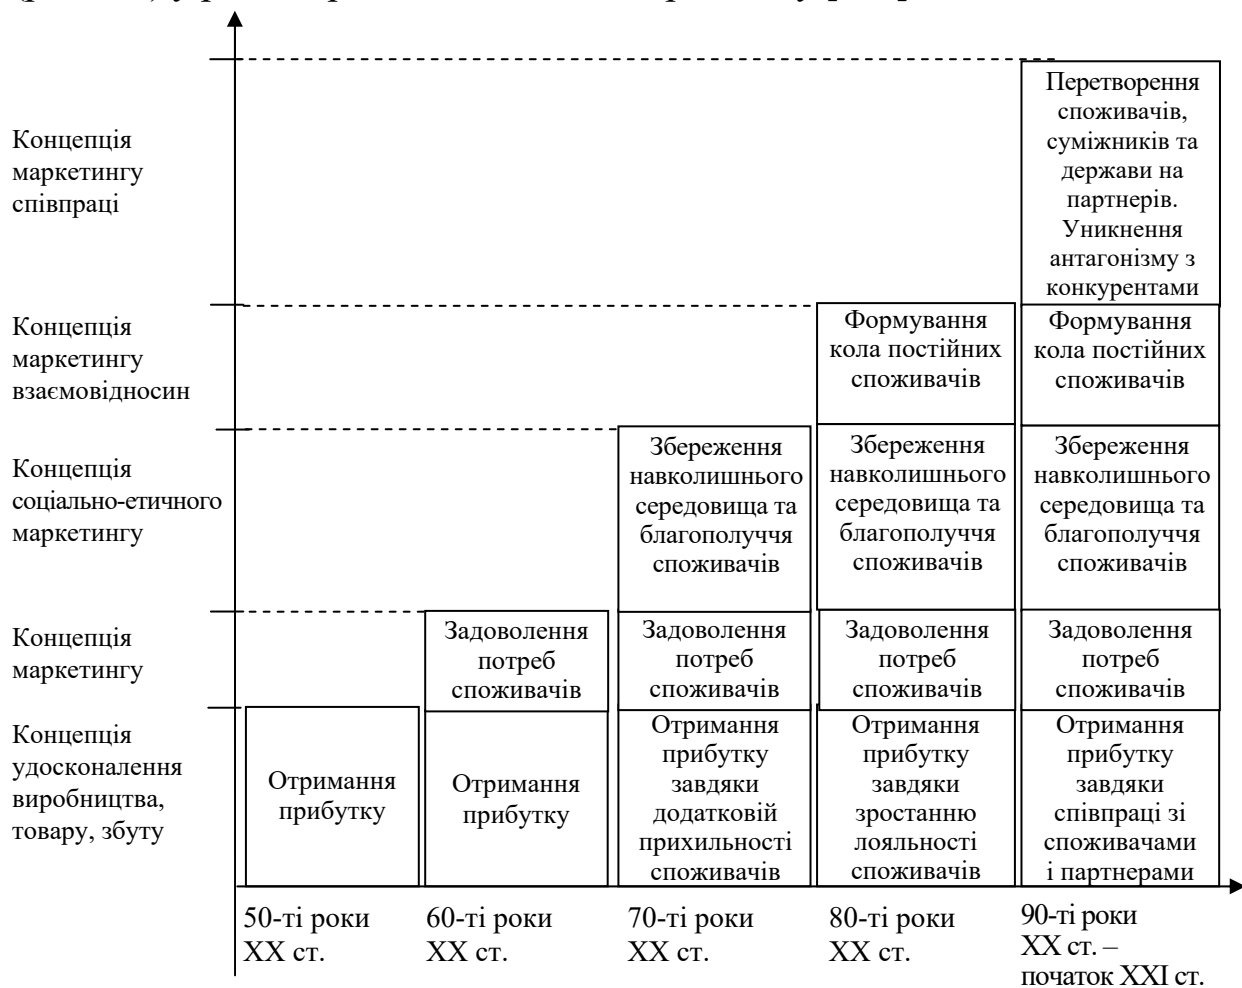 Концепція
маркетингу
співпраці
Перетворення
споживачів,
суміжників та
держави на
партнерів.
Уникнення
антагонізму з
конкурентами
Концепція
маркетингу
взаємовідносин
Формування
кола постійних
споживачів
Формування
кола постійних
споживачів
Концепція
соціально-етичного
маркетингу
Збереження
навколишнього
середовища та
благополуччя
споживачів
Збереження
навколишнього
середовища та
благополуччя
споживачів
Збереження
навколишнього
середовища та
благополуччя
споживачів
Концепція
маркетингу
Задоволення
потреб
споживачів
Задоволення
потреб
споживачів
Задоволення
потреб
споживачів
Задоволення
потреб
споживачів
Концепція
удосконалення
виробництва,
товару, збуту
Отримання
прибутку
Отримання
прибутку
Отримання
прибутку
завдяки
додатковій
прихильності
споживачів
Отримання
прибутку
завдяки
зростанню
лояльності
споживачів
Отримання
прибутку
завдяки
співпраці зі
споживачами
і партнерами
50-ті роки
ХХ ст.
60-ті роки
ХХ ст.
70-ті роки
ХХ ст.
80-ті роки
ХХ ст.
90-ті роки
ХХ ст. –
початок ХХІ ст.